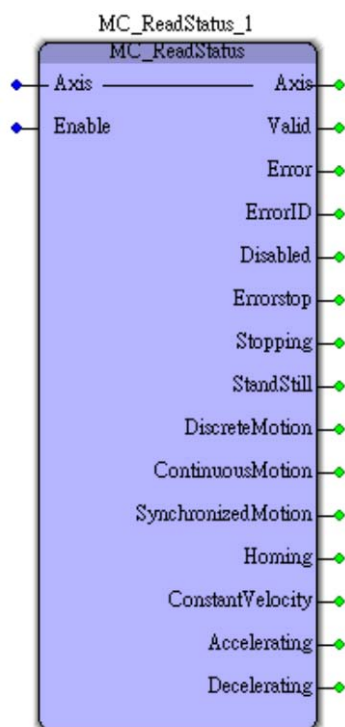 MC_ReadStatus_1
MC_ReadStatus
Axis Axis
Enable Valid
Error
ErrorID
Disabled
Errorstop
Stopping
StandStill
DiscreteMotion
ContinuousMotion
SynchronizedMotion
Homing
ConstantVelocity
Accelerating
Decelerating